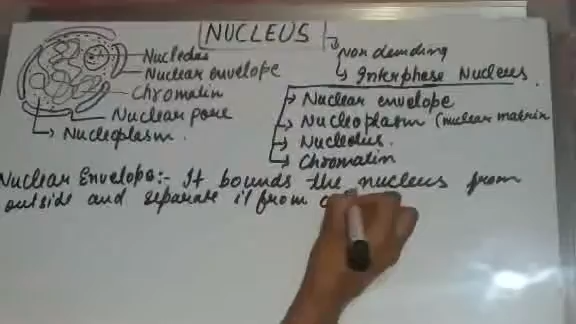 NUCLEUS
Non dividing
Interphase Nucleus.
Nucleolus
Nuclear envelope
Chromatin
Nuclear pore
Nucleoplasm.
Nuclear envelope
Nucleoplasm (nuclear matrix
Nucleolus.
Chromatin
Nuclear Envelope:- It bounds the nucleus from
outside and separate it from